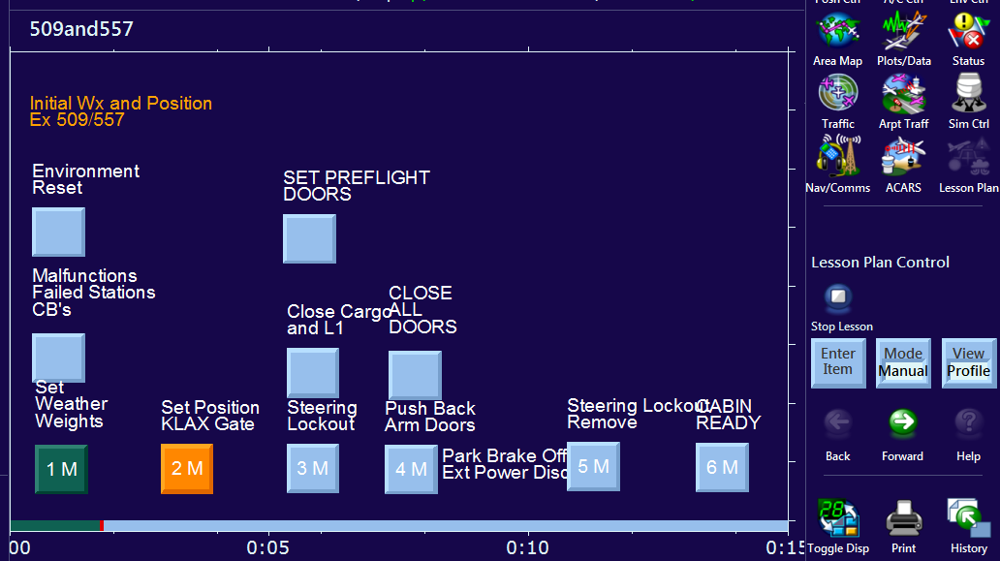 Posn Ctrl
A/C Ctrl
Env Ctrl
509and557
Area Map
Plots/Data
Status
Initial Wx and Position
Ex 509/557
Traffic
Arpt Traff
Sim Ctrl
Environment
Reset
SET PREFLIGHT
DOORS
Nav/Comms
ACARS
Lesson Plan
Malfunctions
Failed Stations
CB's
Close Cargo
and L1
CLOSE
ALL
DOORS
Lesson Plan Control
Stop Lesson
Enter
Item
Mode
Manual
View
Profile
Set
Weather
Weights
Set Position
KLAX Gate
Steering
Lockout
Push Back
Arm Doors
Steering Lockout
Remove
CABIN
READY
Back
Forward
Help
1 M
2 M
3 M
4 M
Park Brake Off
Ext Power Disc
5 M
6 M
28
Toggle Disp
Print
History
00
0:05
0:10
0:15